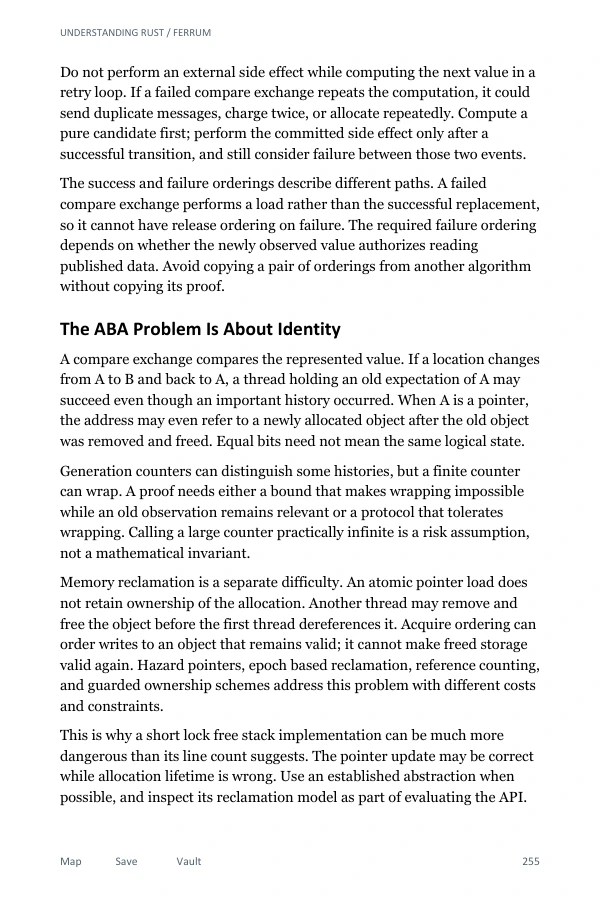 UNDERSTANDING RUST / FERRUM
Do not perform an external side effect while computing the next value in a
retry loop. If a failed compare exchange repeats the computation, it could
send duplicate messages, charge twice, or allocate repeatedly. Compute a
pure candidate first; perform the committed side effect only after a
successful transition, and still consider failure between those two events.
The success and failure orderings describe different paths. A failed
compare exchange performs a load rather than the successful replacement,
so it cannot have release ordering on failure. The required failure ordering
depends on whether the newly observed value authorizes reading
published data. Avoid copying a pair of orderings from another algorithm
without copying its proof.
The ABA Problem Is About Identity
A compare exchange compares the represented value. If a location changes
from A to B and back to A, a thread holding an old expectation of A may
succeed even though an important history occurred. When A is a pointer,
the address may even refer to a newly allocated object after the old object
was removed and freed. Equal bits need not mean the same logical state.
Generation counters can distinguish some histories, but a finite counter
can wrap. A proof needs either a bound that makes wrapping impossible
while an old observation remains relevant or a protocol that tolerates
wrapping. Calling a large counter practically infinite is a risk assumption,
not a mathematical invariant.
Memory reclamation is a separate difficulty. An atomic pointer load does
not retain ownership of the allocation. Another thread may remove and
free the object before the first thread dereferences it. Acquire ordering can
order writes to an object that remains valid; it cannot make freed storage
valid again. Hazard pointers, epoch based reclamation, reference counting,
and guarded ownership schemes address this problem with different costs
and constraints.
This is why a short lock free stack implementation can be much more
dangerous than its line count suggests. The pointer update may be correct
while allocation lifetime is wrong. Use an established abstraction when
possible, and inspect its reclamation model as part of evaluating the API.
Map Save Vault 255